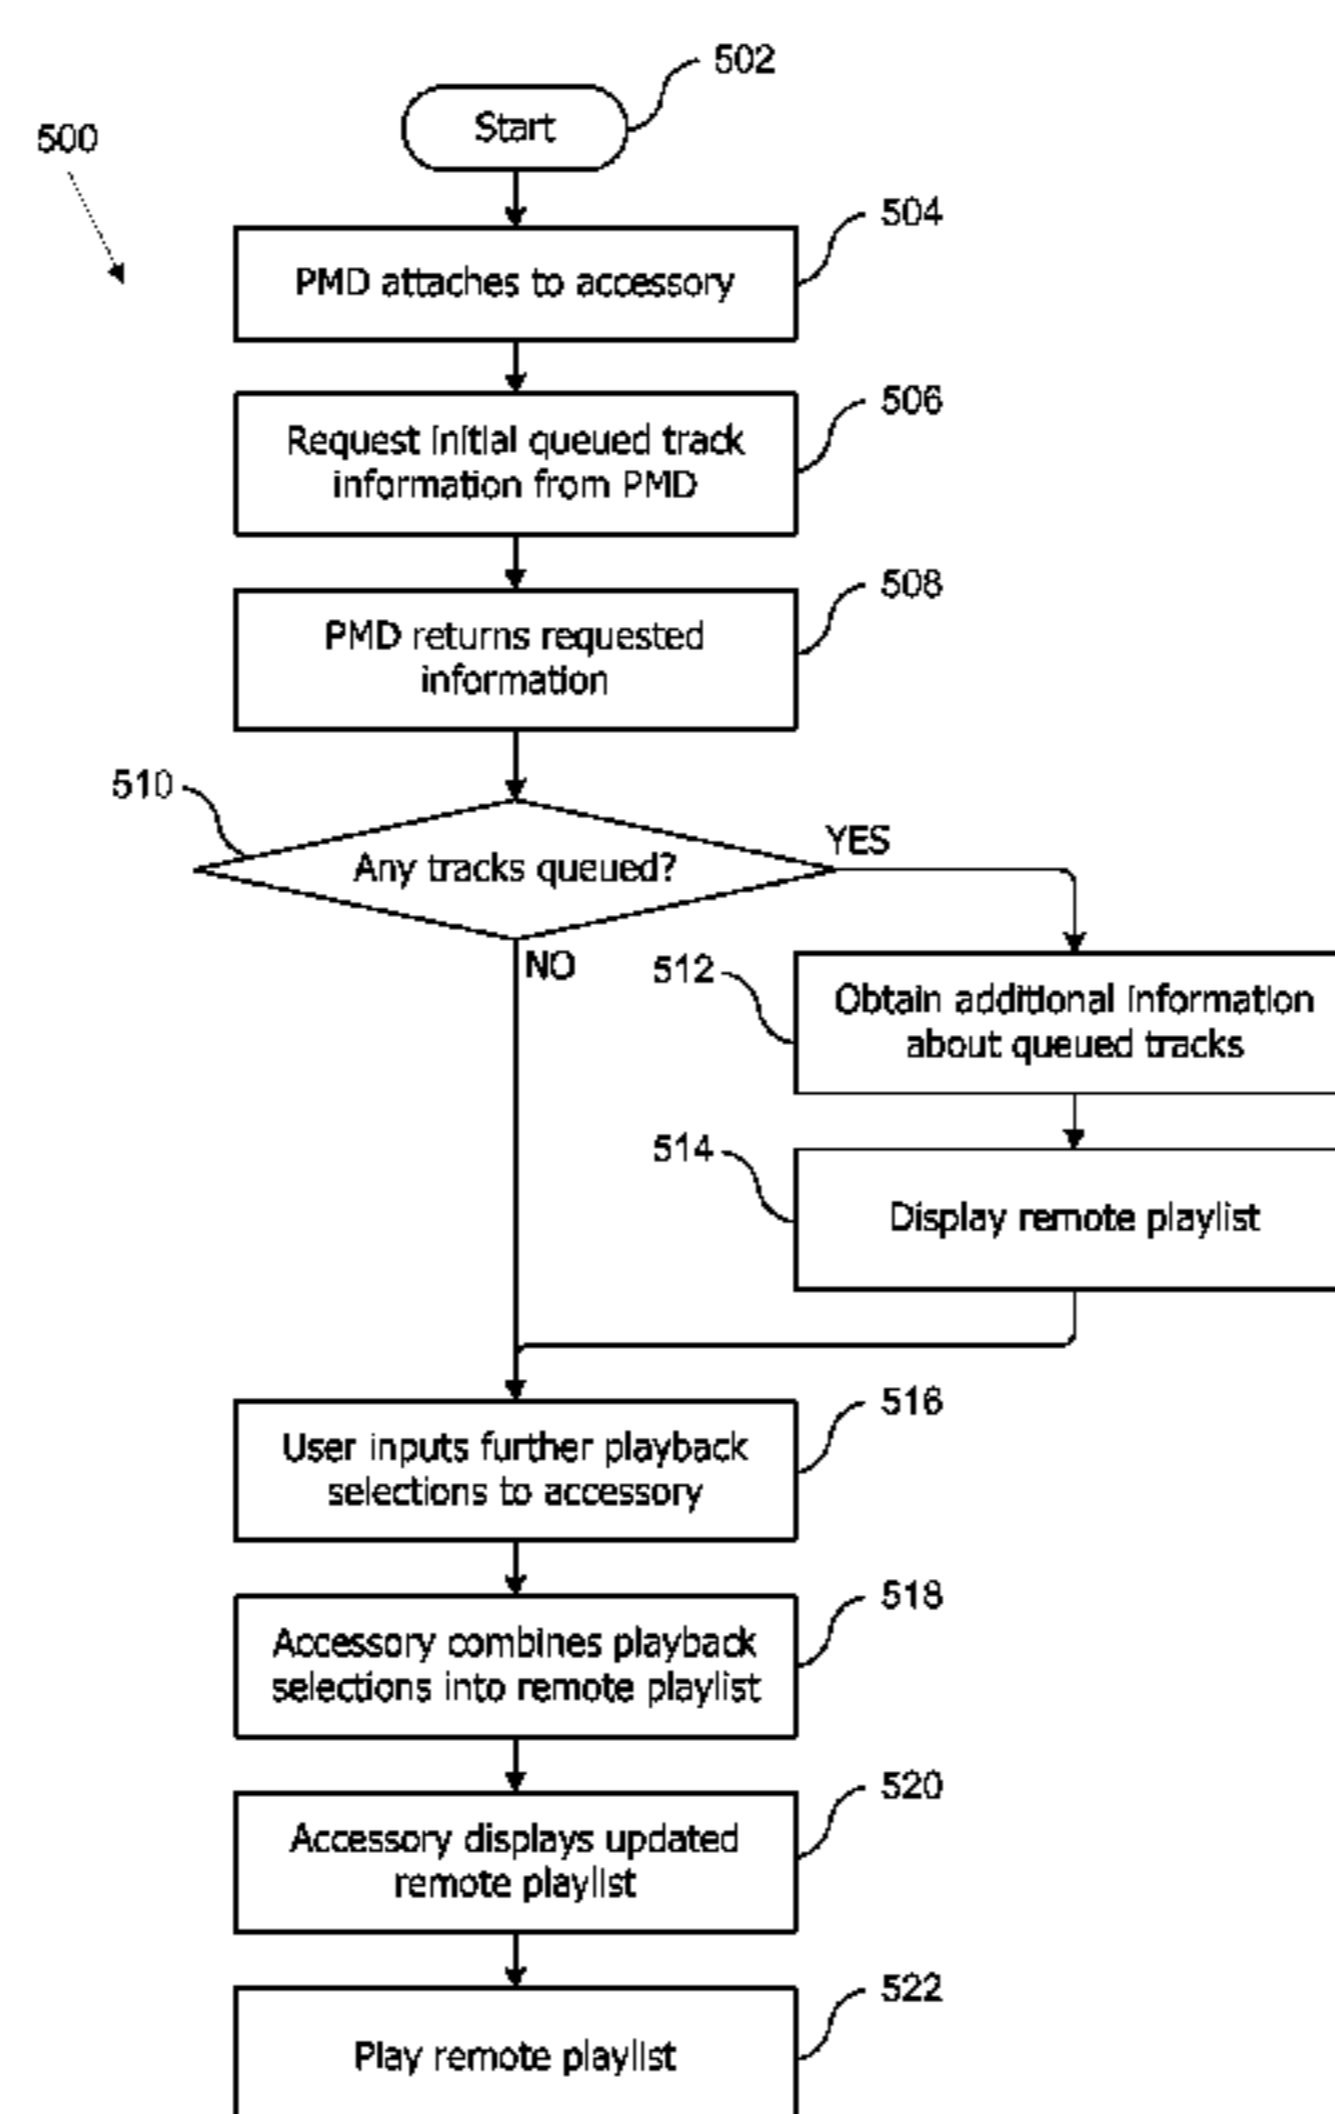 502
Start
500
504
PMD attaches to accessory
506
Request initial queued track
information from PMD
508
PMD returns requested
information
510
Any tracks queued?
YES
NO
512
Obtain additional information
about queued tracks
514
Display remote playlist
516
User inputs further playback
selections to accessory
518
Accessory combines playback
selections into remote playlist
520
Accessory displays updated
remote playlist
522
Play remote playlist